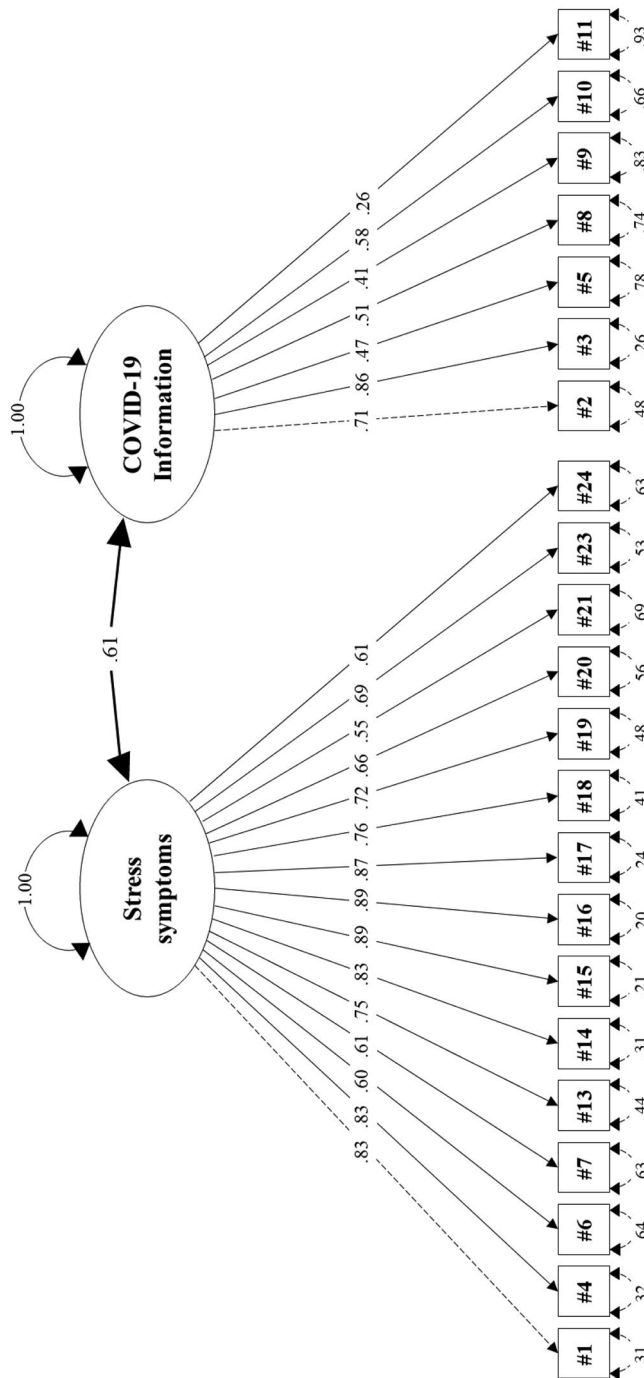 1.00 1.00
.61
Stress
symptoms
COVID-19
Information
.83 .83 .60 .61 .75 .83 .89 .89 .87 .76 .72 .66 .55 .69 .61 .71 .86 .47 .51 .41 .58 .26
#1 #4 #6 #7 #13 #14 #15 #16 #17 #18 #19 #20 #21 #23 #24 #2 #3 #5 #8 #9 #10 #11
.31 .32 .64 .63 .44 .31 .21 .20 .24 .41 .48 .56 .69 .53 .63 .48 .26 .78 .74 .83 .66 .93